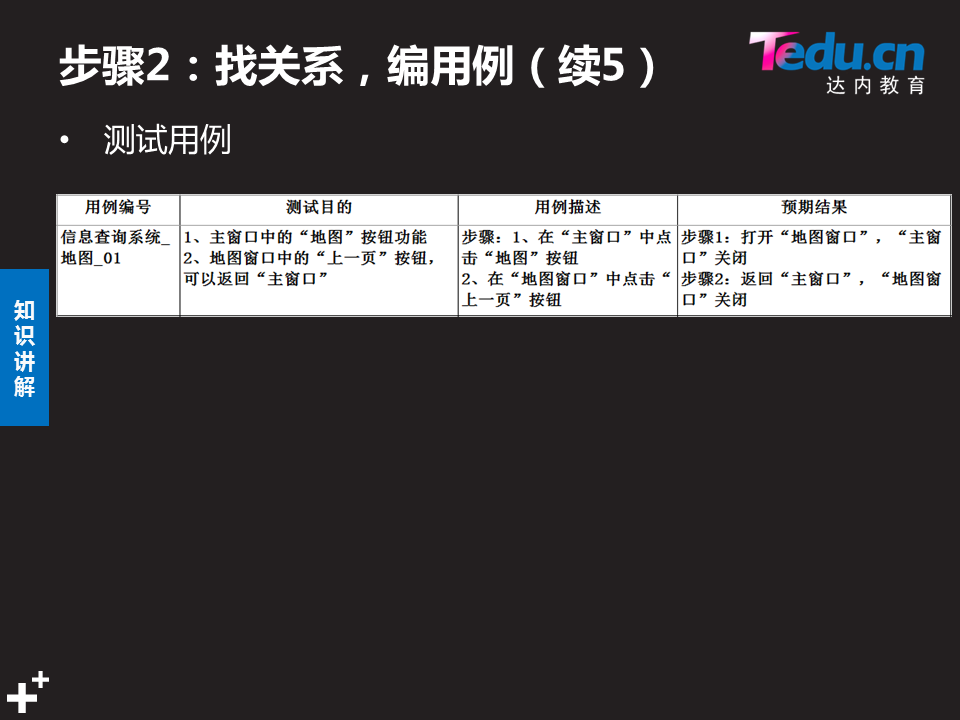 步骤2：找关系，编用例（续5）
Tedu.cn
达内教育
• 测试用例
用例编号 测试目的 用例描述 预期结果
信息查询系统_
地图_01
1、主窗口中的“地图”按钮功能
2、地图窗口中的“上一页”按钮，
可以返回“主窗口”
步骤：1、在“主窗口”中点
击“地图”按钮
2、在“地图窗口”中点击“
上一页”按钮
步骤1：打开“地图窗口”，“主窗
口”关闭
步骤2：返回“主窗口”，“地图窗
口”关闭
知
识
讲
解